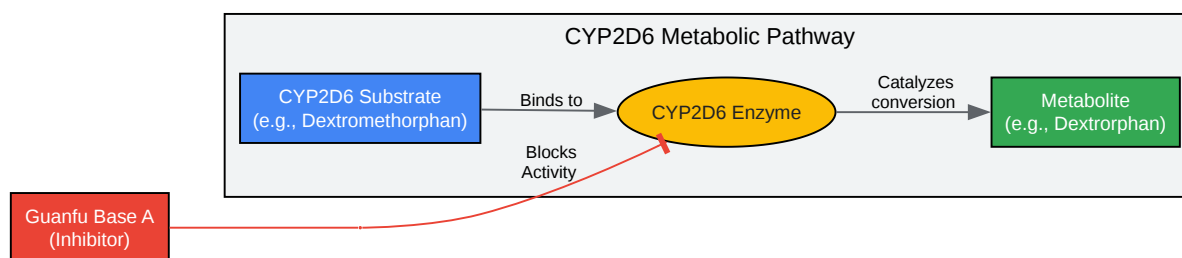 CYP2D6 Metabolic Pathway
CYP2D6 Substrate
(e.g., Dextromethorphan)
Binds to
CYP2D6 Enzyme
Catalyzes
conversion
Metabolite
(e.g., Dextrorphan)
Blocks
Activity
Guanfu Base A
(Inhibitor)